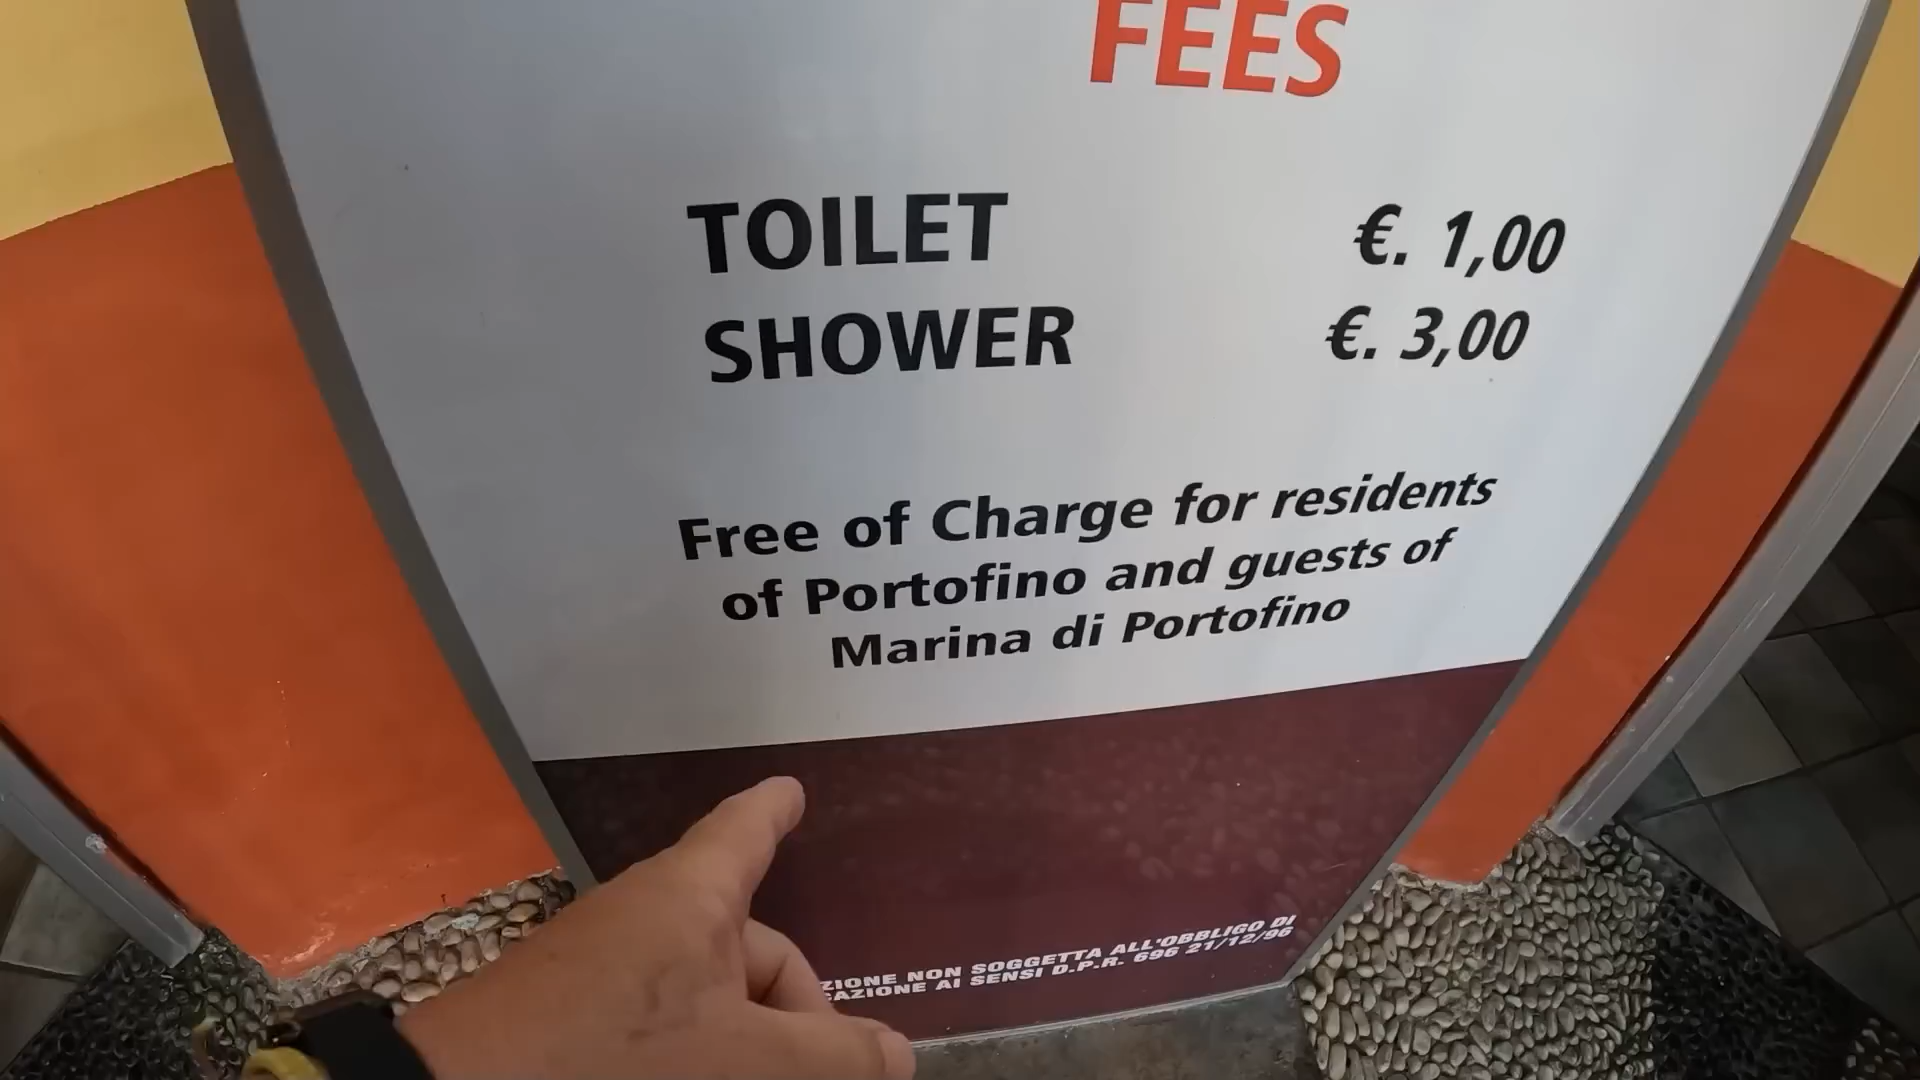 FEES
TOILET €. 1,00
SHOWER €. 3,00
Free of Charge for residents
of Portofino and guests of
Marina di Portofino
ZIONE NON SOGGETTA ALL'OBBLIGO DI
CAZIONE AI SENSI D.P.R. 696 21/12/96